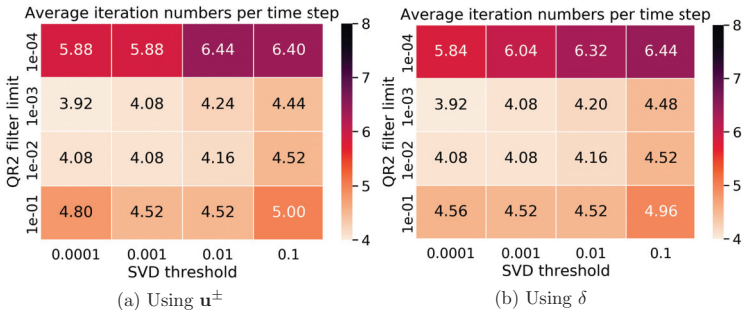 Average iteration numbers per time step
QR2 filter limit
1e-04 5.88 5.88 6.44 6.40
1e-03 3.92 4.08 4.24 4.44
1e-02 4.08 4.08 4.16 4.52
1e-01 4.80 4.52 4.52 5.00
0.0001 0.001 0.01 0.1
SVD threshold
8
7
6
5
4
(a) Using u±
Average iteration numbers per time step
QR2 filter limit
1e-04 5.84 6.04 6.32 6.44
1e-03 3.92 4.08 4.20 4.48
1e-02 4.08 4.08 4.16 4.52
1e-01 4.56 4.52 4.52 4.96
0.0001 0.001 0.01 0.1
SVD threshold
8
7
6
5
4
(b) Using δ